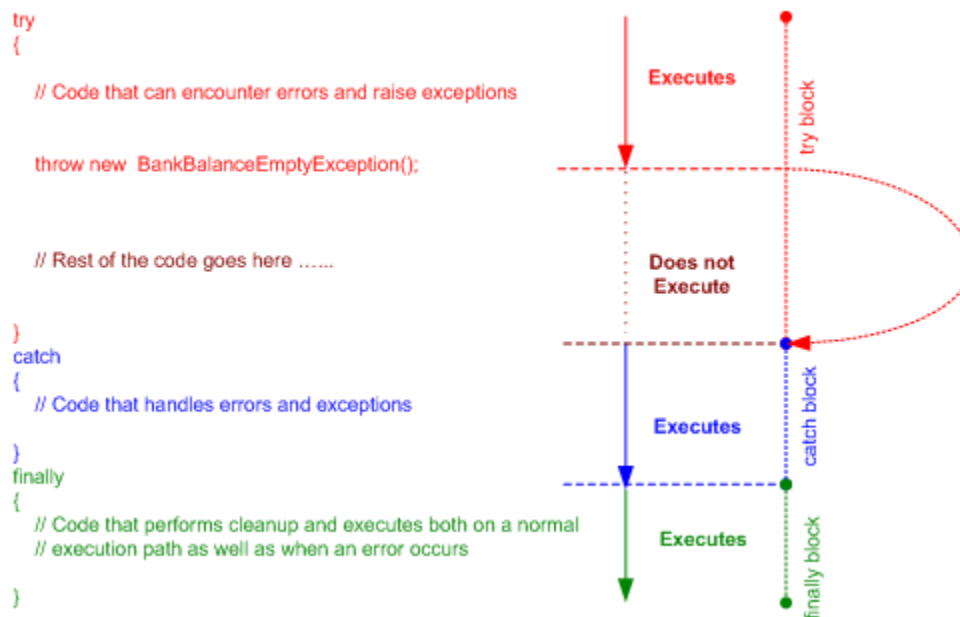 try
{
// Code that can encounter errors and raise exceptions
throw new BankBalanceEmptyException();
// Rest of the code goes here …...
}
catch
{
// Code that handles errors and exceptions
}
finally
{
// Code that performs cleanup and executes both on a normal
// execution path as well as when an error occurs
}
Executes
Does not
Execute
Executes
Executes
try block
catch block
finally block